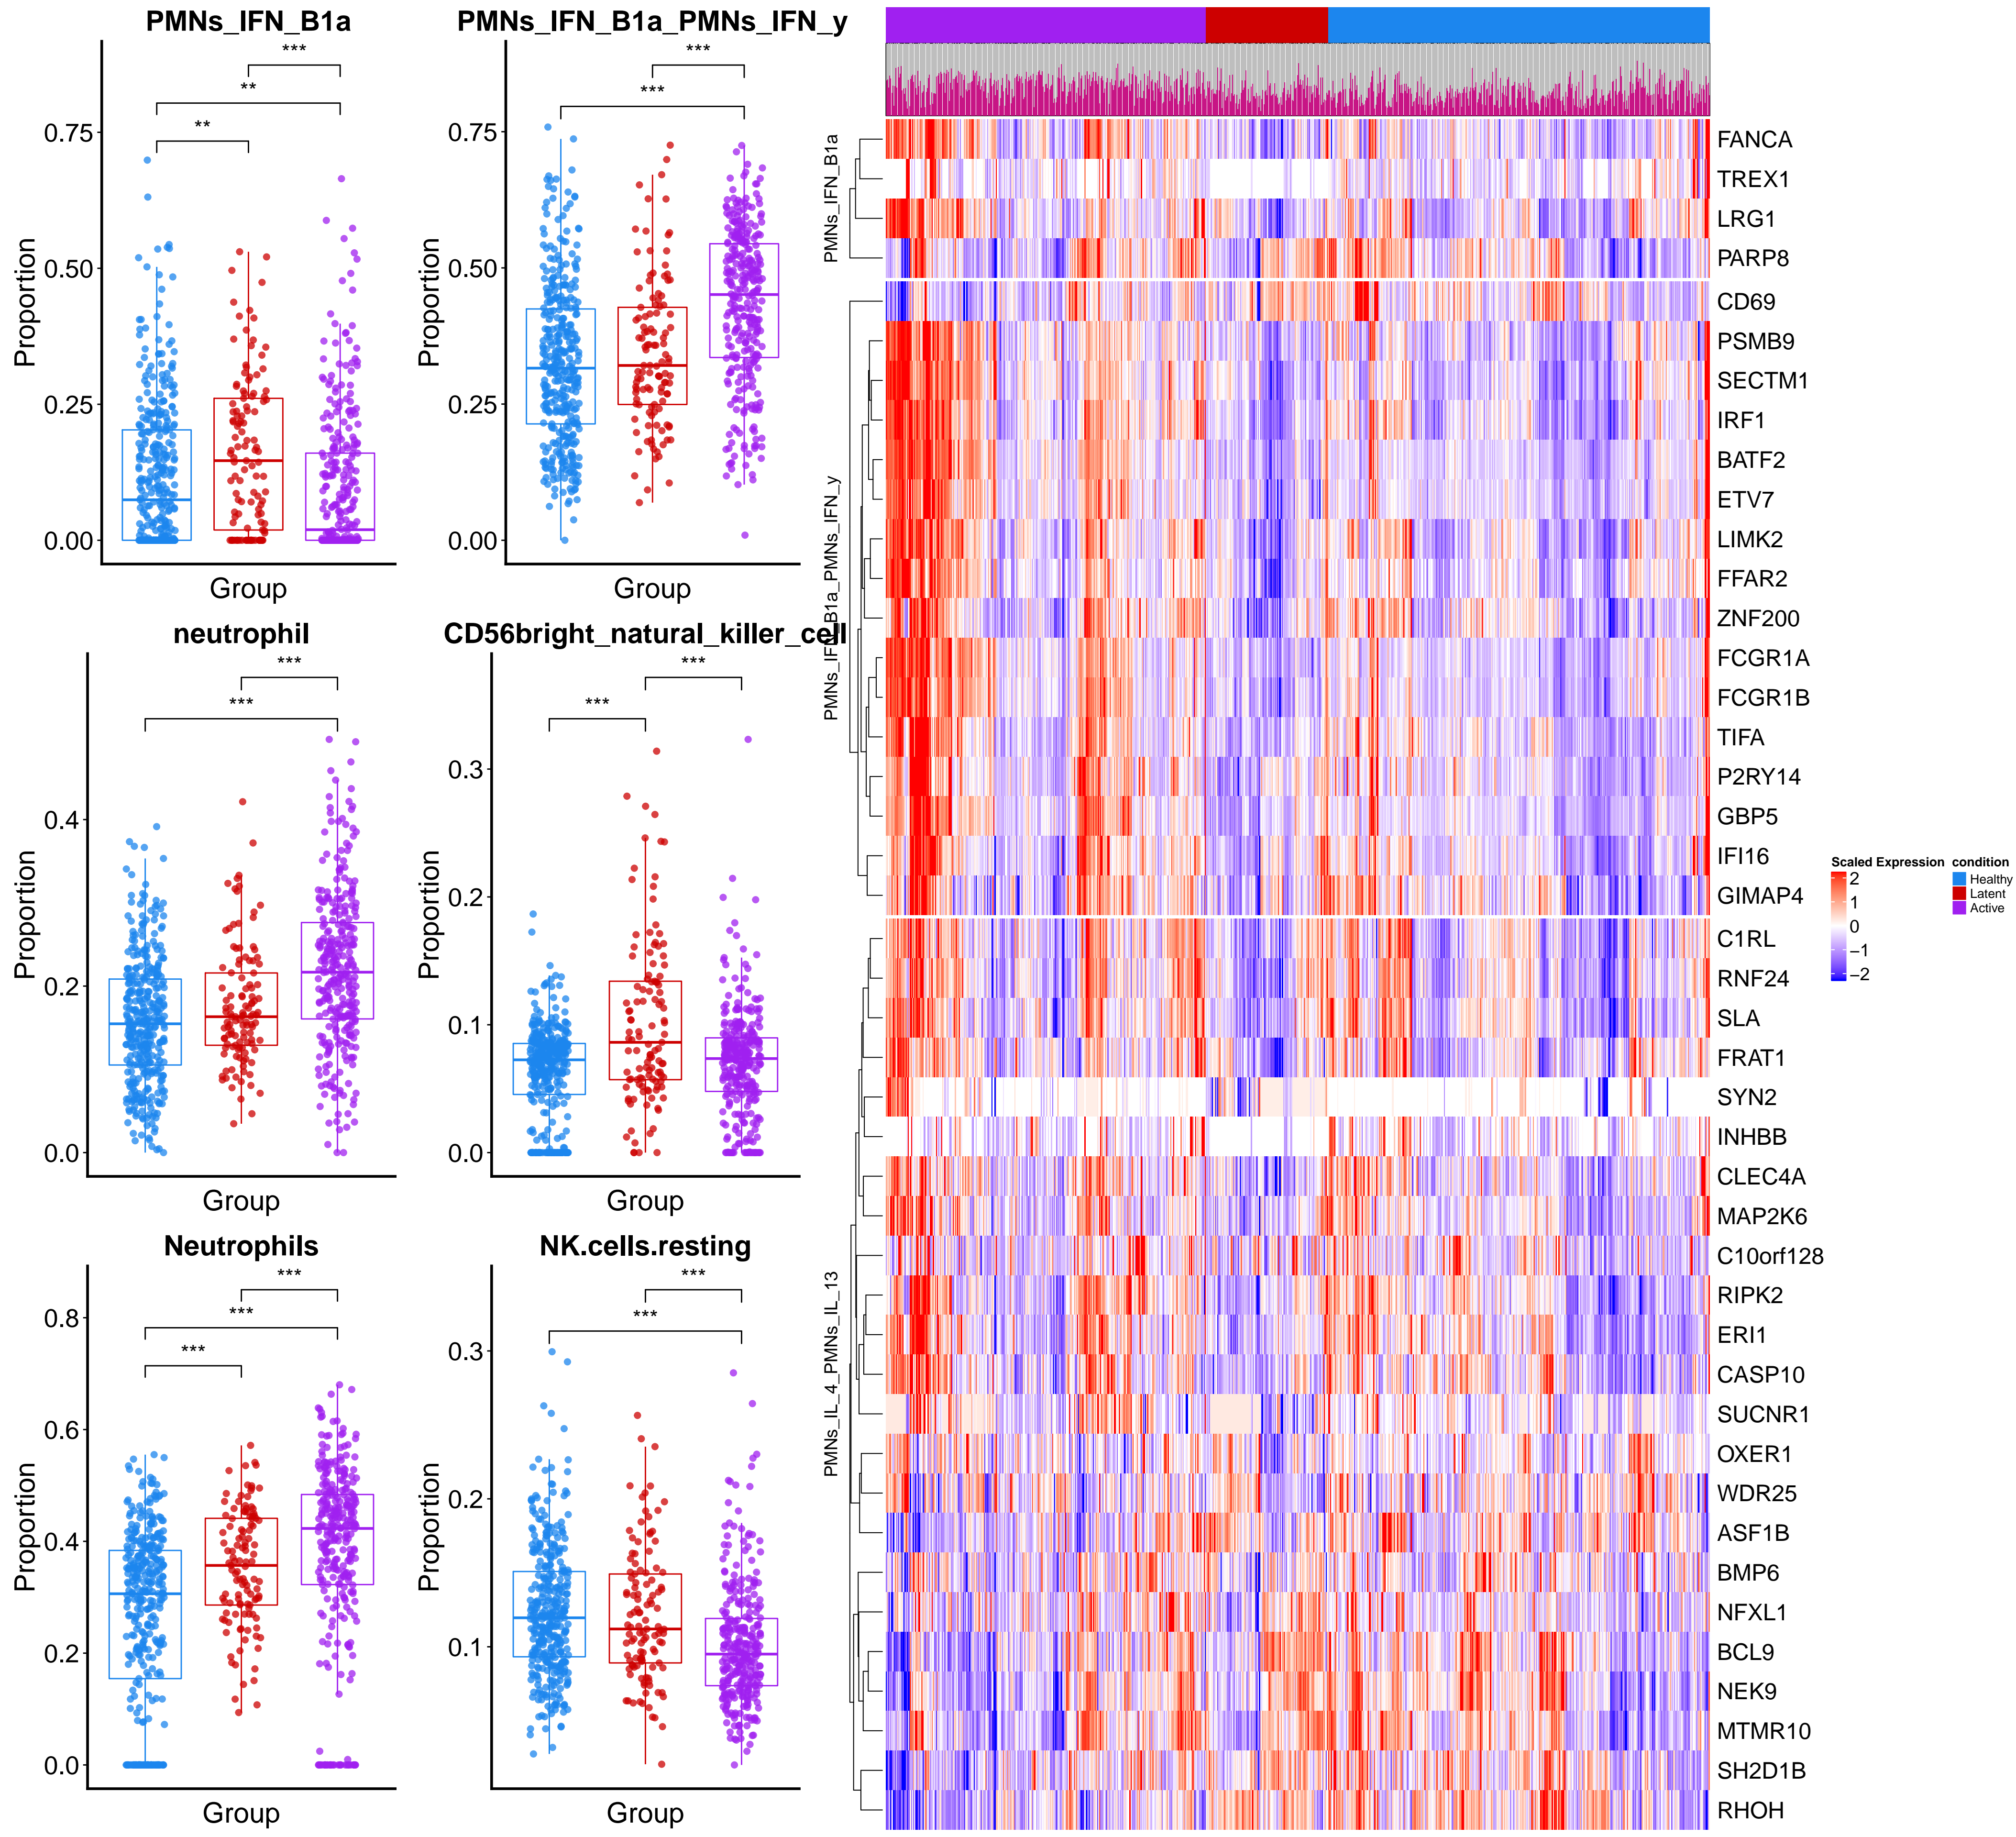 PMNs_IFN_B1a
***
**
**
0.75
0.50
0.25
0.00
Proportion
Group
PMNs_IFN_B1a_PMNs_IFN_y
***
***
0.75
0.50
0.25
0.00
Proportion
Group
neutrophil
***
***
0.4
0.2
0.0
Proportion
Group
CD56bright_natural_killer_cell
***
***
0.3
0.2
0.1
0.0
Proportion
Group
Neutrophils
***
***
***
0.8
0.6
0.4
0.2
0.0
Proportion
Group
NK.cells.resting
***
***
0.3
0.2
0.1
Proportion
Group
PMNs_IFN_B1a
PMNs_IFN_B1a_PMNs_IFN_y
PMNs_IL_4_PMNs_IL_13
FANCA
TREX1
LRG1
PARP8
CD69
PSMB9
SECTM1
IRF1
BATF2
ETV7
LIMK2
FFAR2
ZNF200
FCGR1A
FCGR1B
TIFA
P2RY14
GBP5
IFI16
GIMAP4
C1RL
RNF24
SLA
FRAT1
SYN2
INHBB
CLEC4A
MAP2K6
C10orf128
RIPK2
ERI1
CASP10
SUCNR1
OXER1
WDR25
ASF1B
BMP6
NFXL1
BCL9
NEK9
MTMR10
SH2D1B
RHOH
Scaled Expression
2
1
0
−1
−2
condition
Healthy
Latent
Active